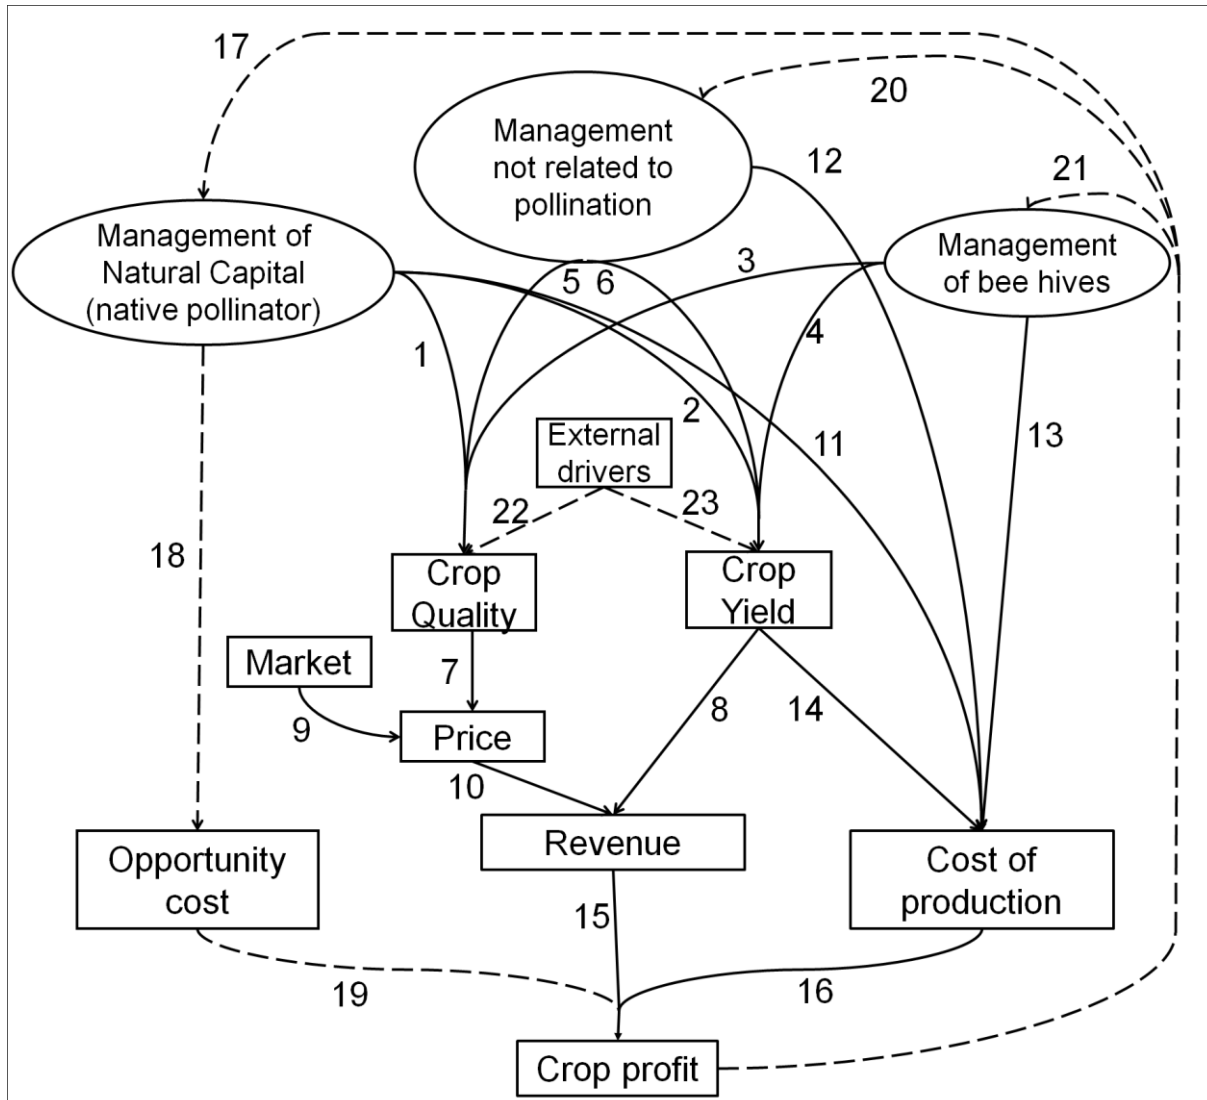 17
20
Management
not related to
pollination
12
21
Management of
Natural Capital
(native pollinator)
Management
of bee hives
5
6
3
4
1
2
External
drivers
11
13
22
23
18
Crop
Quality
Crop
Yield
Market
7
9
Price
8
14
10
Opportunity
cost
Revenue
Cost of
production
15
19
16
Crop profit